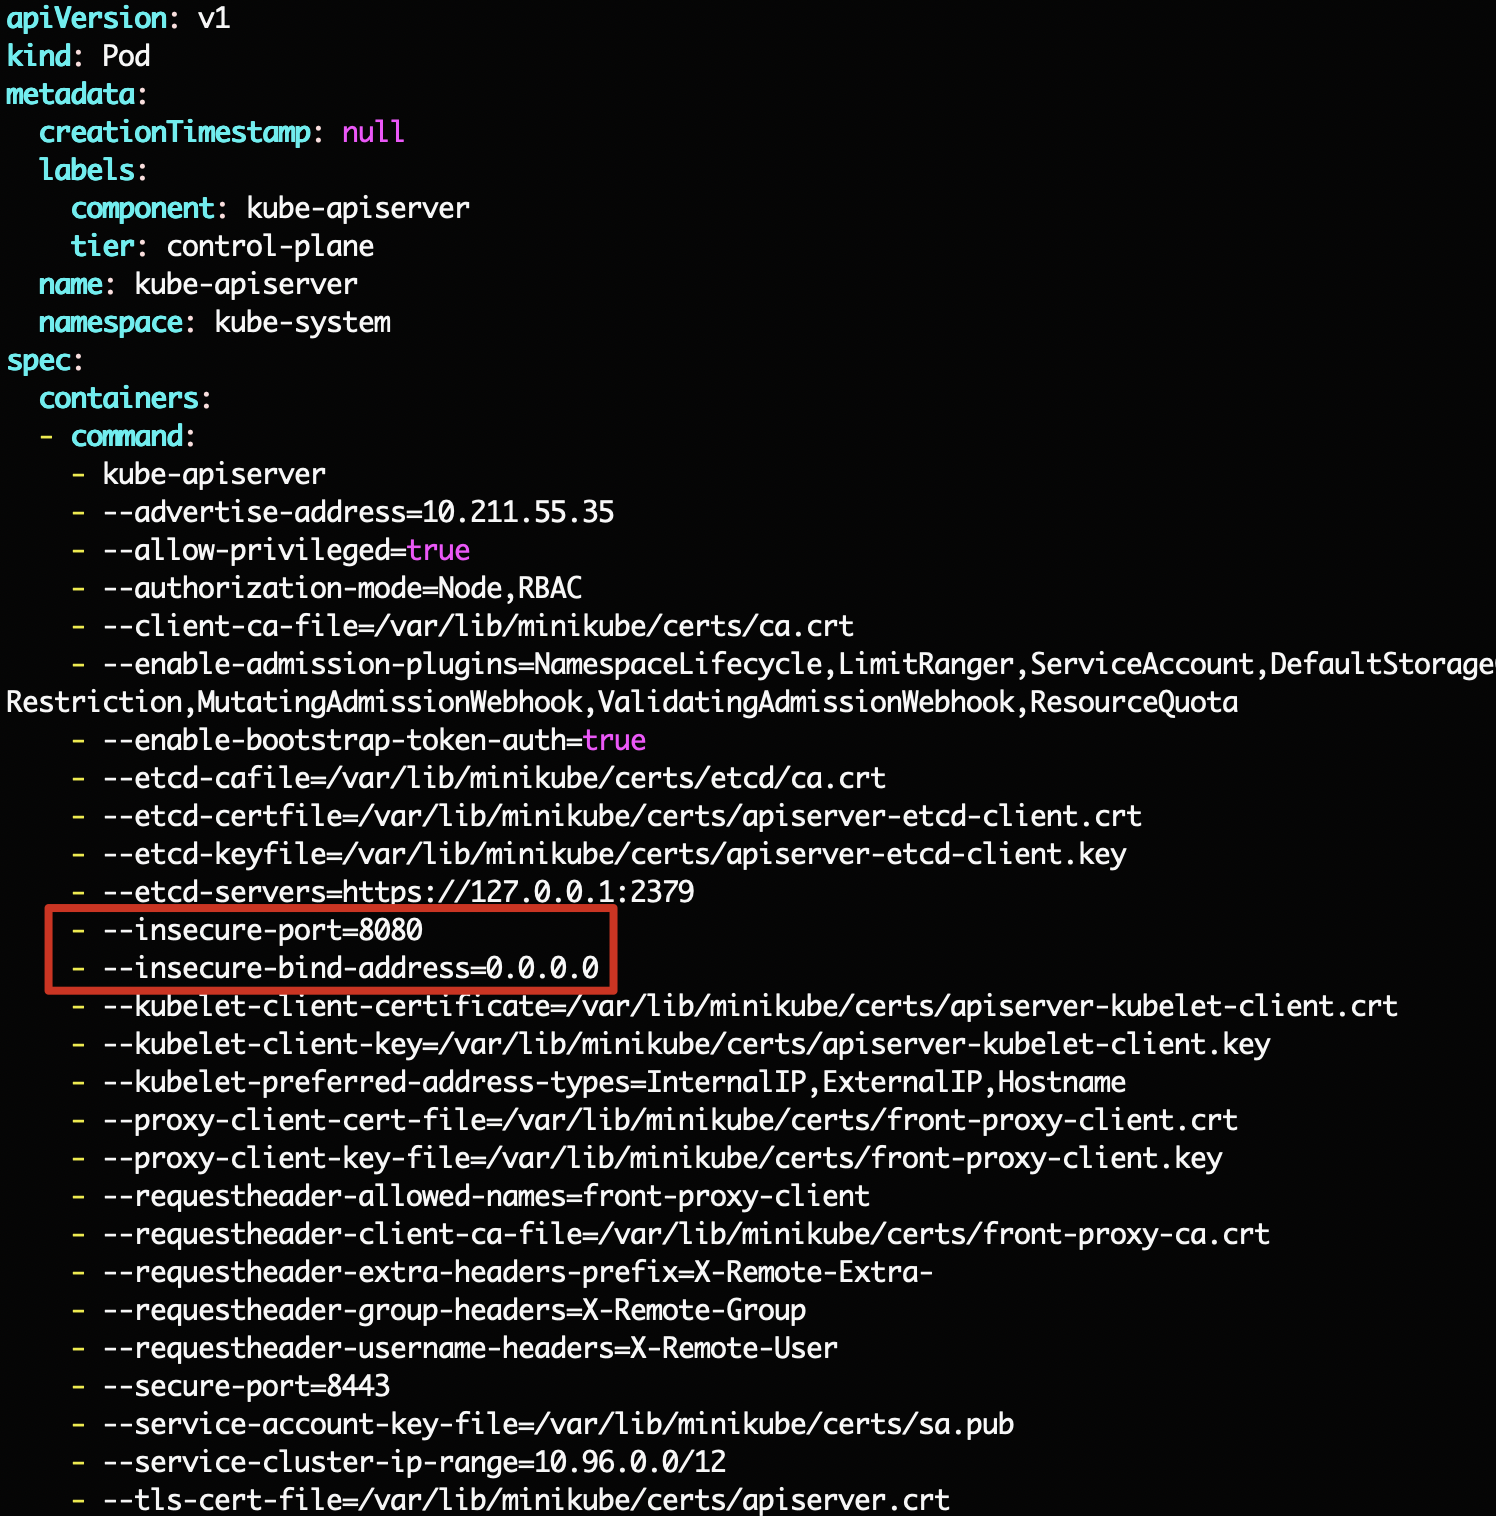 apiVersion: v1
kind: Pod
metadata:
  creationTimestamp: null
  labels:
    component: kube-apiserver
    tier: control-plane
  name: kube-apiserver
  namespace: kube-system
spec:
  containers:
  - command:
    - kube-apiserver
    - --advertise-address=10.211.55.35
    - --allow-privileged=true
    - --authorization-mode=Node,RBAC
    - --client-ca-file=/var/lib/minikube/certs/ca.crt
    - --enable-admission-plugins=NamespaceLifecycle,LimitRanger,ServiceAccount,DefaultStorage
Restriction,MutatingAdmissionWebhook,ValidatingAdmissionWebhook,ResourceQuota
    - --enable-bootstrap-token-auth=true
    - --etcd-cafile=/var/lib/minikube/certs/etcd/ca.crt
    - --etcd-certfile=/var/lib/minikube/certs/apiserver-etcd-client.crt
    - --etcd-keyfile=/var/lib/minikube/certs/apiserver-etcd-client.key
    - --etcd-servers=https://127.0.0.1:2379
    - --insecure-port=8080
    - --insecure-bind-address=0.0.0.0
    - --kubelet-client-certificate=/var/lib/minikube/certs/apiserver-kubelet-client.crt
    - --kubelet-client-key=/var/lib/minikube/certs/apiserver-kubelet-client.key
    - --kubelet-preferred-address-types=InternalIP,ExternalIP,Hostname
    - --proxy-client-cert-file=/var/lib/minikube/certs/front-proxy-client.crt
    - --proxy-client-key-file=/var/lib/minikube/certs/front-proxy-client.key
    - --requestheader-allowed-names=front-proxy-client
    - --requestheader-client-ca-file=/var/lib/minikube/certs/front-proxy-ca.crt
    - --requestheader-extra-headers-prefix=X-Remote-Extra-
    - --requestheader-group-headers=X-Remote-Group
    - --requestheader-username-headers=X-Remote-User
    - --secure-port=8443
    - --service-account-key-file=/var/lib/minikube/certs/sa.pub
    - --service-cluster-ip-range=10.96.0.0/12
    - --tls-cert-file=/var/lib/minikube/certs/apiserver.crt